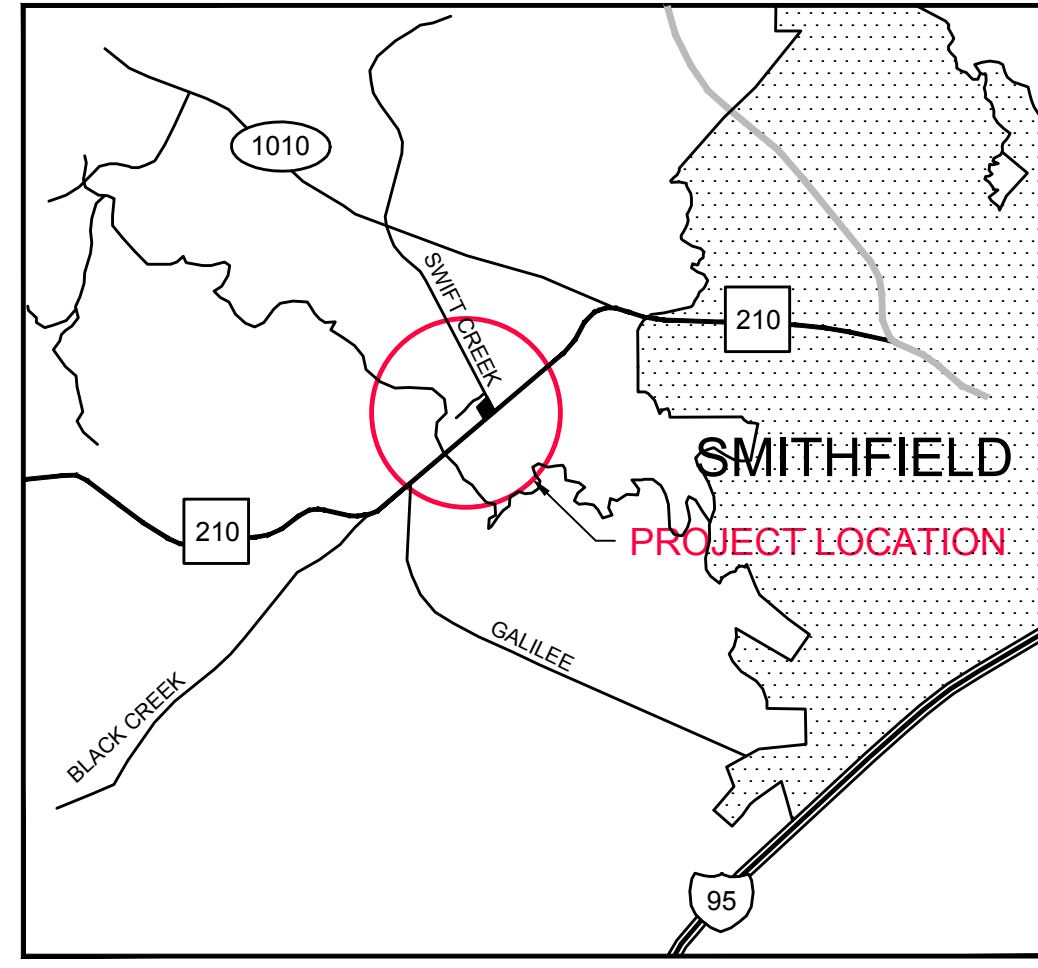 1010
SWIFT CREEK
210
SMITHFIELD
210
PROJECT LOCATION
GALILEE
BLACK CREEK
95